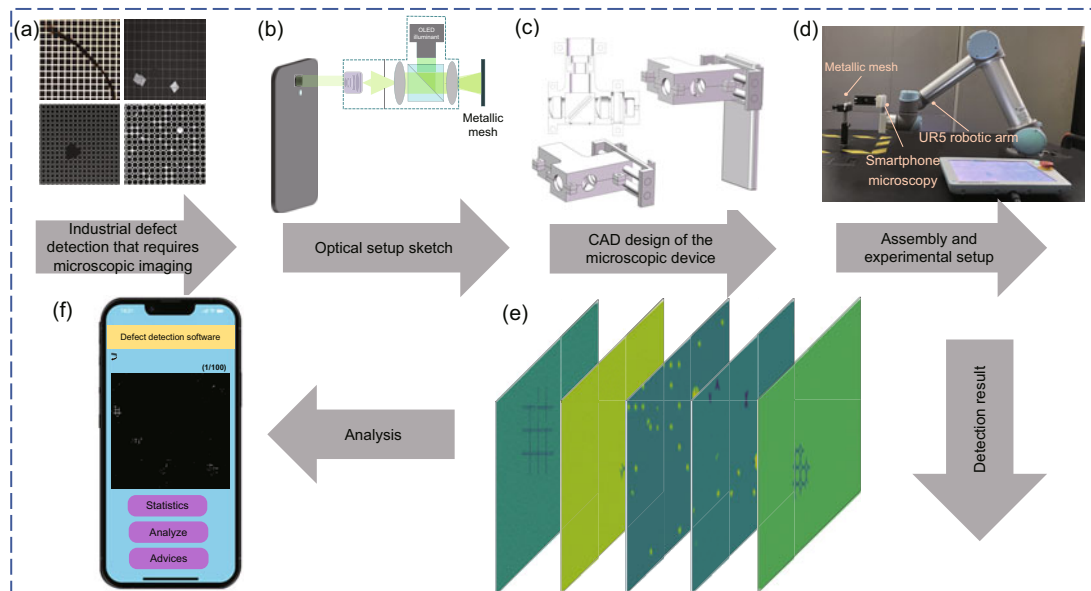 (a)
(b)
OLED
illuminant
Metallic
mesh
(c)
(d)
Metallic mesh
UR5 robotic arm
Smartphone
microscopy
Industrial defect
detection that requires
microscopic imaging
Optical setup sketch
CAD design of the
microscopic device
Assembly and
experimental setup
(f)
Defect detection software
(1/100)
Statistics
Analyze
Advices
Analysis
(e)
Detection result